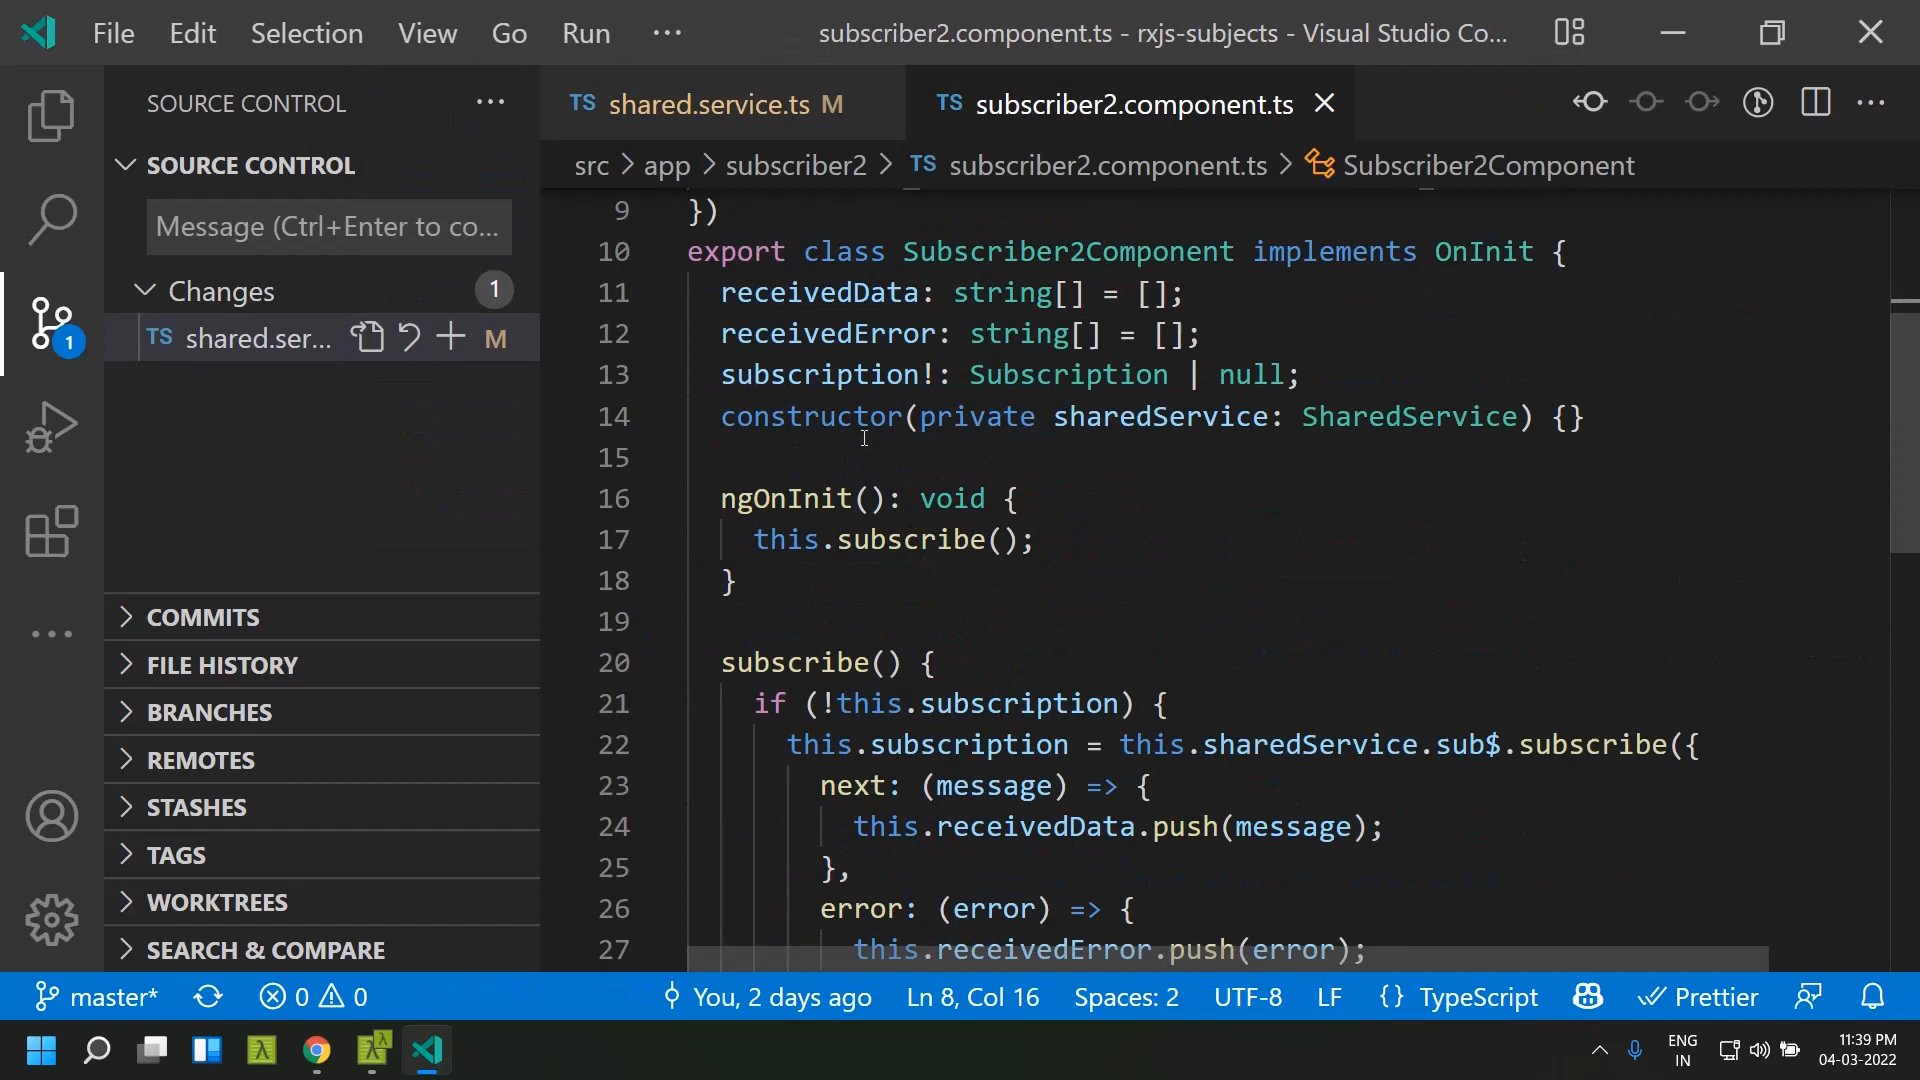 File Edit Selection View Go Run ··· subscriber2.component.ts - rxjs-subjects - Visual Studio Co...
SOURCE CONTROL ···
TS shared.service.ts M TS subscriber2.component.ts
SOURCE CONTROL
src > app > subscriber2 > TS subscriber2.component.ts > Subscriber2Component
Message (Ctrl+Enter to co...
Changes 1
TS shared.ser... M
1
COMMITS
FILE HISTORY
BRANCHES
REMOTES
STASHES
TAGS
WORKTREES
SEARCH & COMPARE
9 })
10 export class Subscriber2Component implements OnInit {
11 receivedData: string[] = [];
12 receivedError: string[] = [];
13 subscription!: Subscription | null;
14 constructor(private sharedService: SharedService) {}
15
16 ngOnInit(): void {
17 this.subscribe();
18 }
19
20 subscribe() {
21 if (!this.subscription) {
22 this.subscription = this.sharedService.sub$.subscribe({
23 next: (message) => {
24 this.receivedData.push(message);
25 },
26 error: (error) => {
27 this.receivedError.push(error);
master* 0 0 You, 2 days ago Ln 8, Col 16 Spaces: 2 UTF-8 LF {} TypeScript Prettier
ENG 11:39 PM
IN 04-03-2022